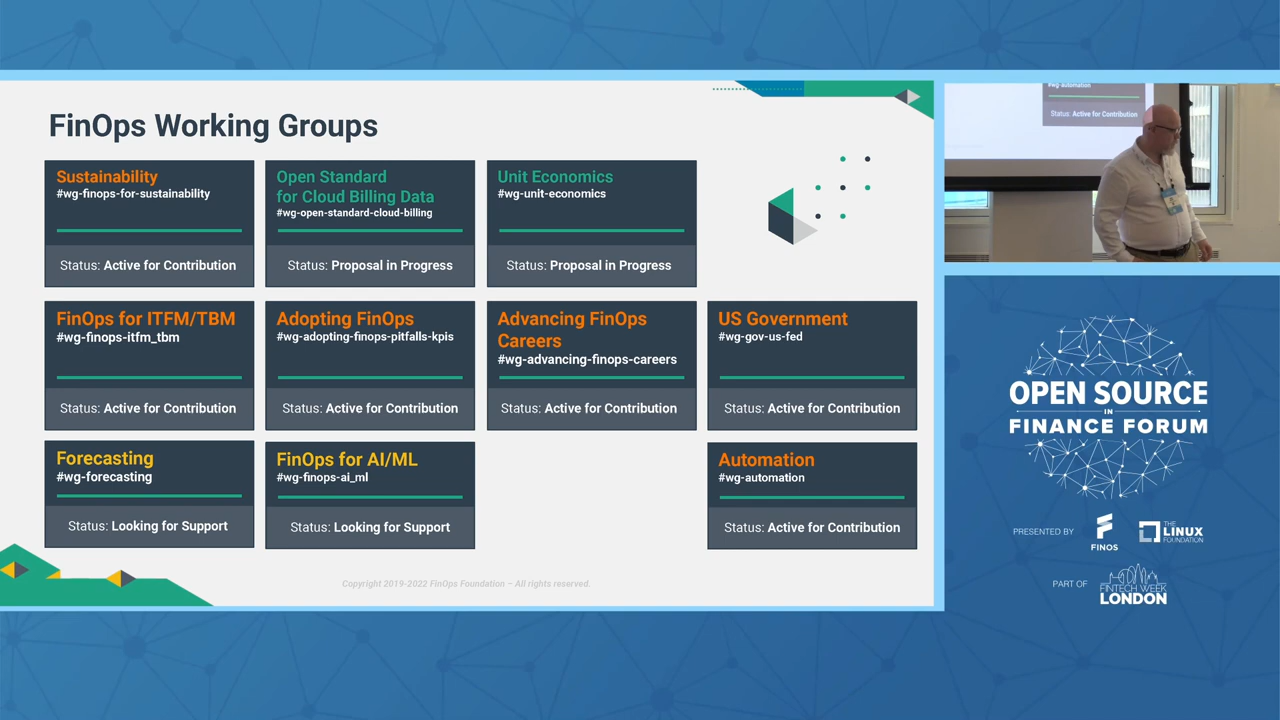 FinOps Working Groups
Sustainability
#wg-finops-for-sustainability
Status: Active for Contribution
Open Standard
for Cloud Billing Data
#wg-open-standard-cloud-billing
Status: Proposal in Progress
Unit Economics
#wg-unit-economics
Status: Proposal in Progress
FinOps for ITFM/TBM
#wg-finops-itfm_tbm
Status: Active for Contribution
Adopting FinOps
#wg-adopting-finops-pitfalls-kpis
Status: Active for Contribution
Advancing FinOps
Careers
#wg-advancing-finops-careers
Status: Active for Contribution
US Government
#wg-gov-us-fed
Status: Active for Contribution
Forecasting
#wg-forecasting
Status: Looking for Support
FinOps for AI/ML
#wg-finops-ai_ml
Status: Looking for Support
Automation
#wg-automation
Status: Active for Contribution
Copyright 2019-2022 FinOps Foundation – All rights reserved.
#wg-automation
Status: Active for Contribution
OPEN SOURCE
IN
FINANCE FORUM
PRESENTED BY
FINOS
THE
LINUX
FOUNDATION
PART OF
FINTECH WEEK
LONDON